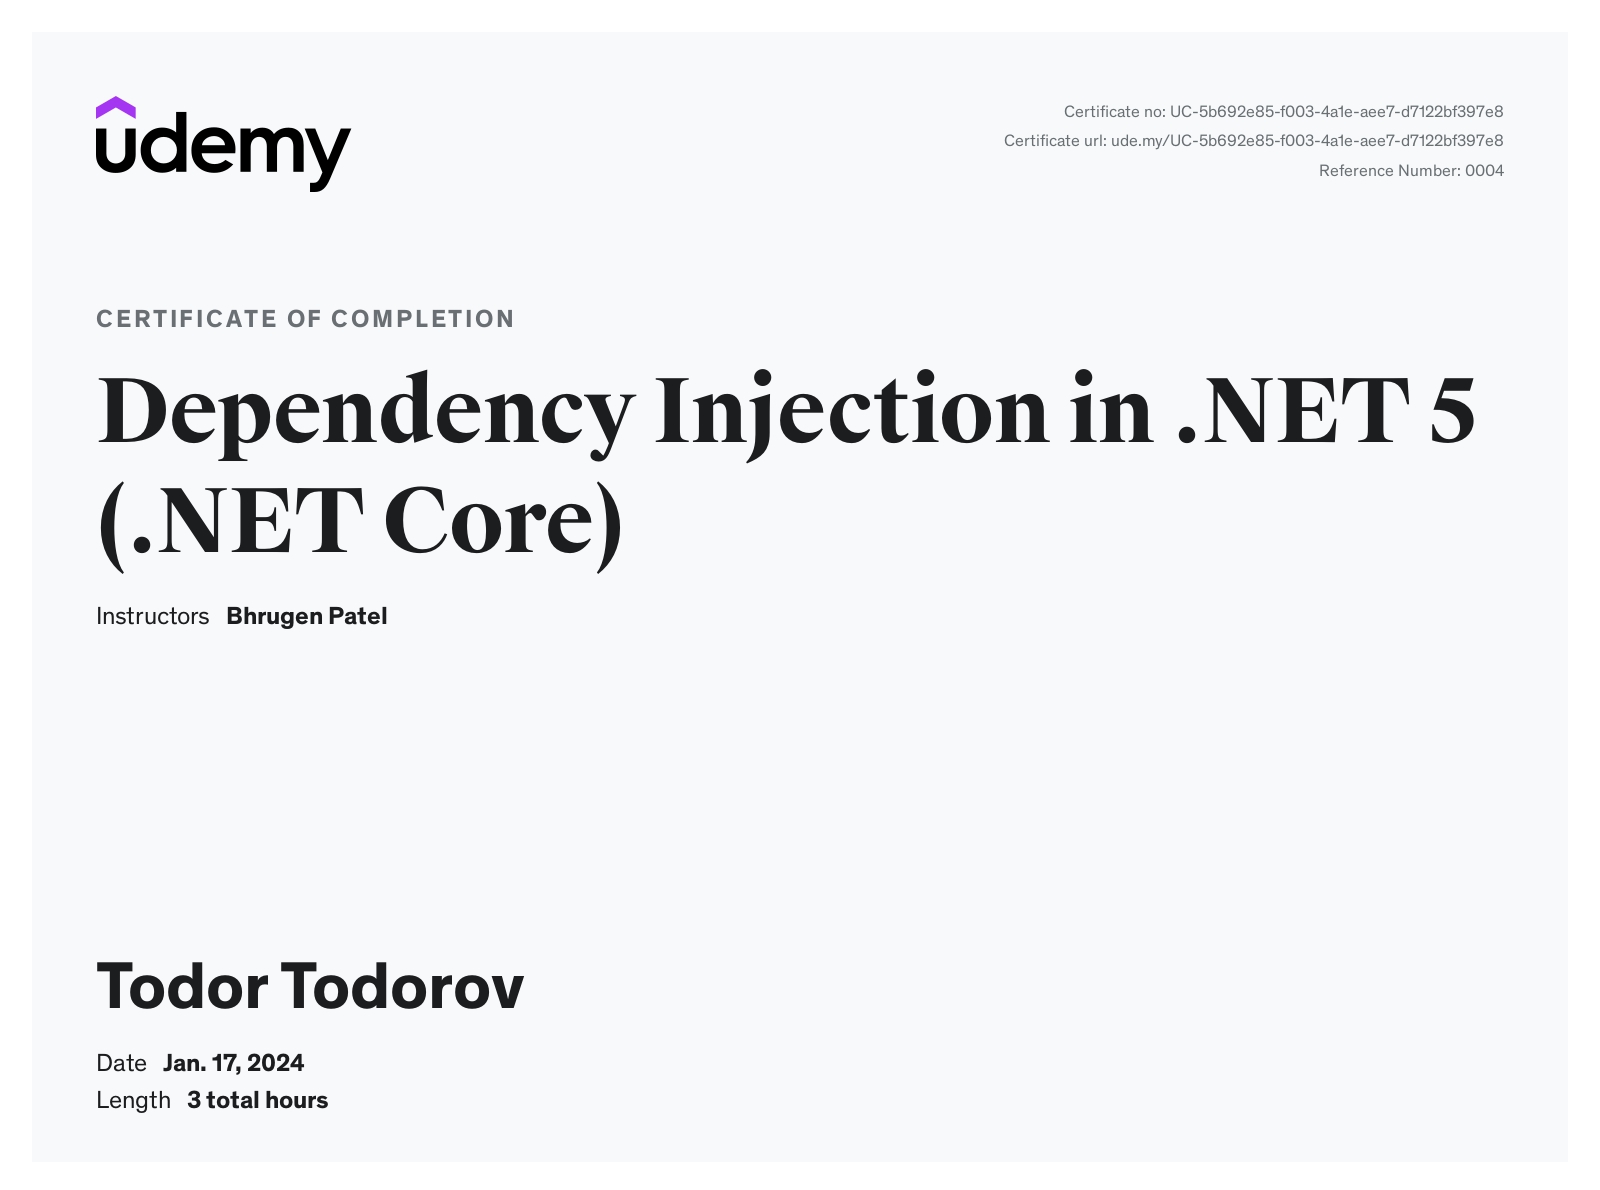 udemy
Certificate no: UC-5b692e85-f003-4a1e-aee7-d7122bf397e8
Certificate url: ude.my/UC-5b692e85-f003-4a1e-aee7-d7122bf397e8
Reference Number: 0004
CERTIFICATE OF COMPLETION
Dependency Injection in .NET 5
(.NET Core)
Instructors Bhrugen Patel
Todor Todorov
Date Jan. 17, 2024
Length 3 total hours